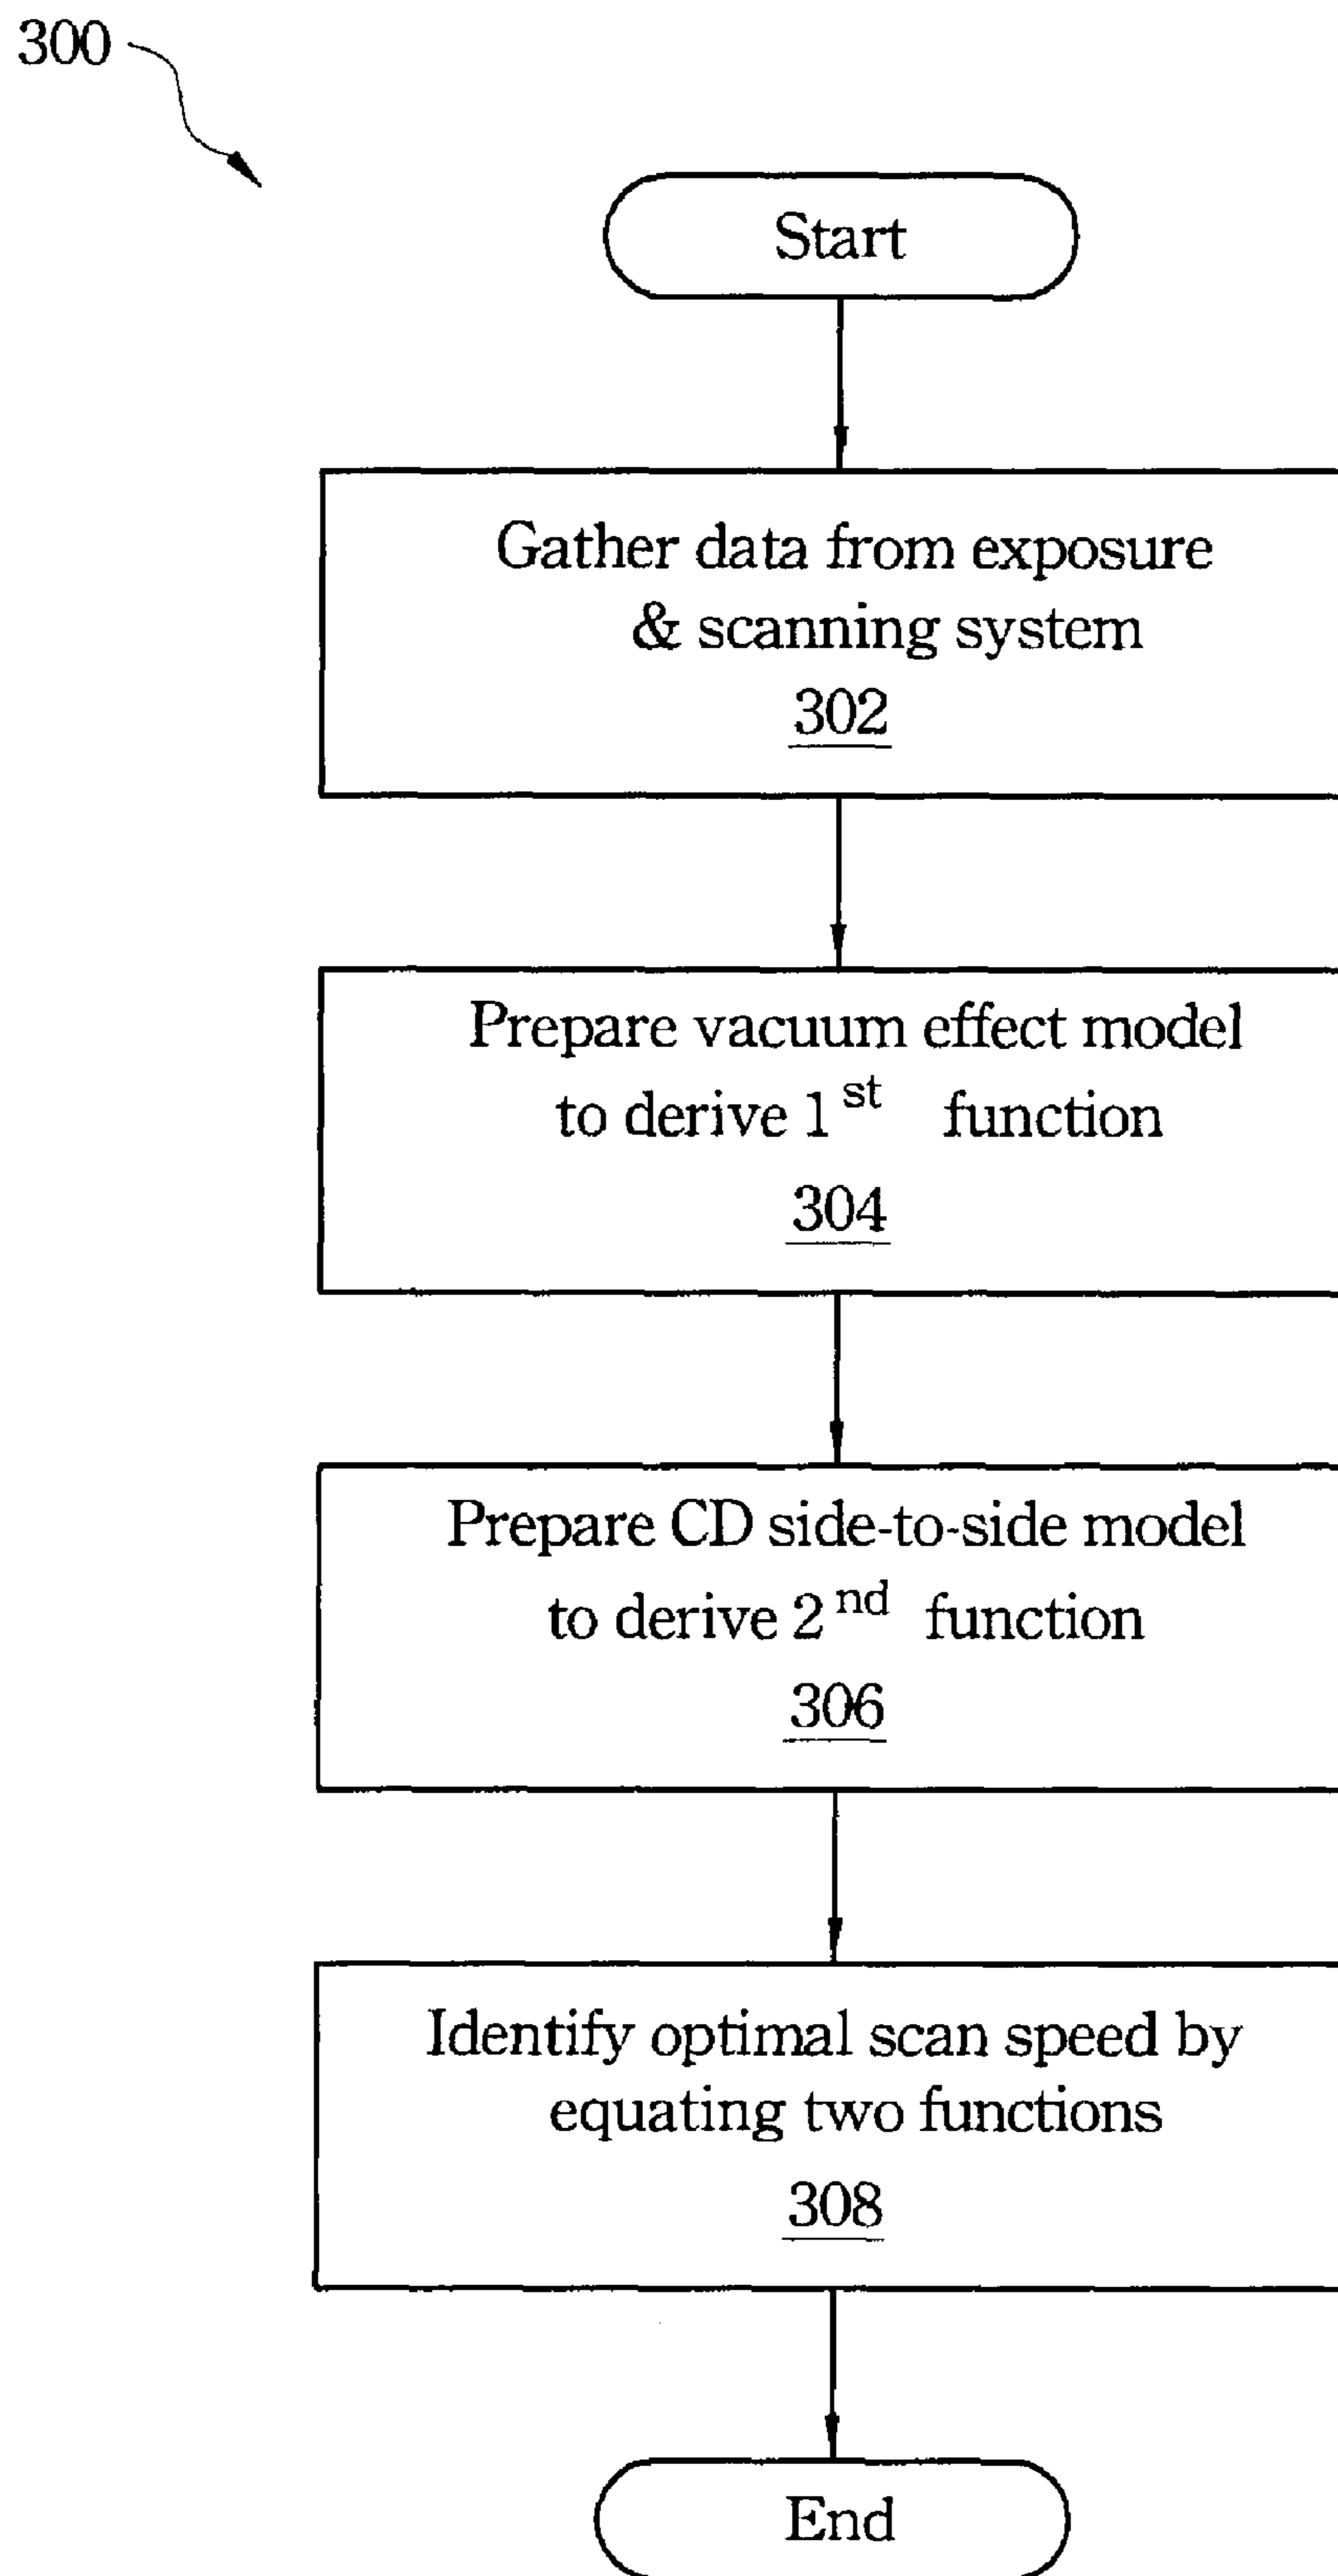 300
Start
Gather data from exposure
& scanning system
302
Prepare vacuum effect model
to derive 1st function
304
Prepare CD side-to-side model
to derive 2nd function
306
Identify optimal scan speed by
equating two functions
308
End